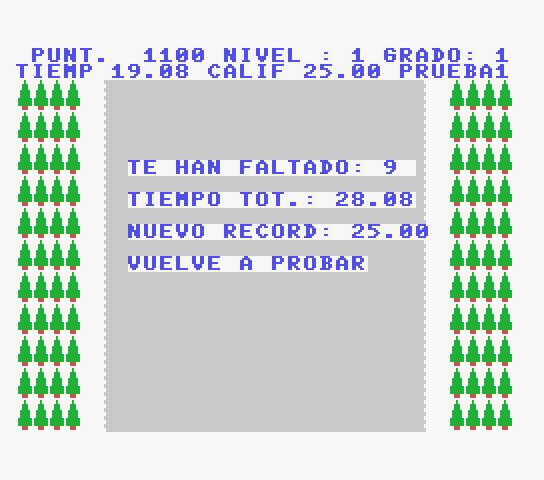 PUNT. 1100 NIVEL : 1 GRADO: 1
TIEMP 19.08 CALIF 25.00 PRUEBA1
TE HAN FALTADO: 9
TIEMPO TOT.: 28.08
NUEVO RECORD: 25.00
VUELVE A PROBAR